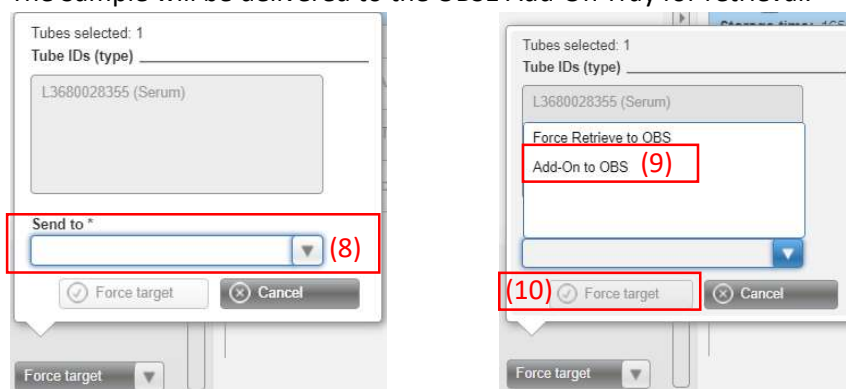 The sample will be delivered to the OBS2 Add-On Tray for retrieval.
Tubes selected: 1
Tube IDs (type)
L3680028355 (Serum)
Send to *
(8)
Force target
Cancel
Force target
Tubes selected: 1
Tube IDs (type)
L3680028355 (Serum)
Force Retrieve to OBS
Add-On to OBS (9)
(10) Force target
Cancel
Force target